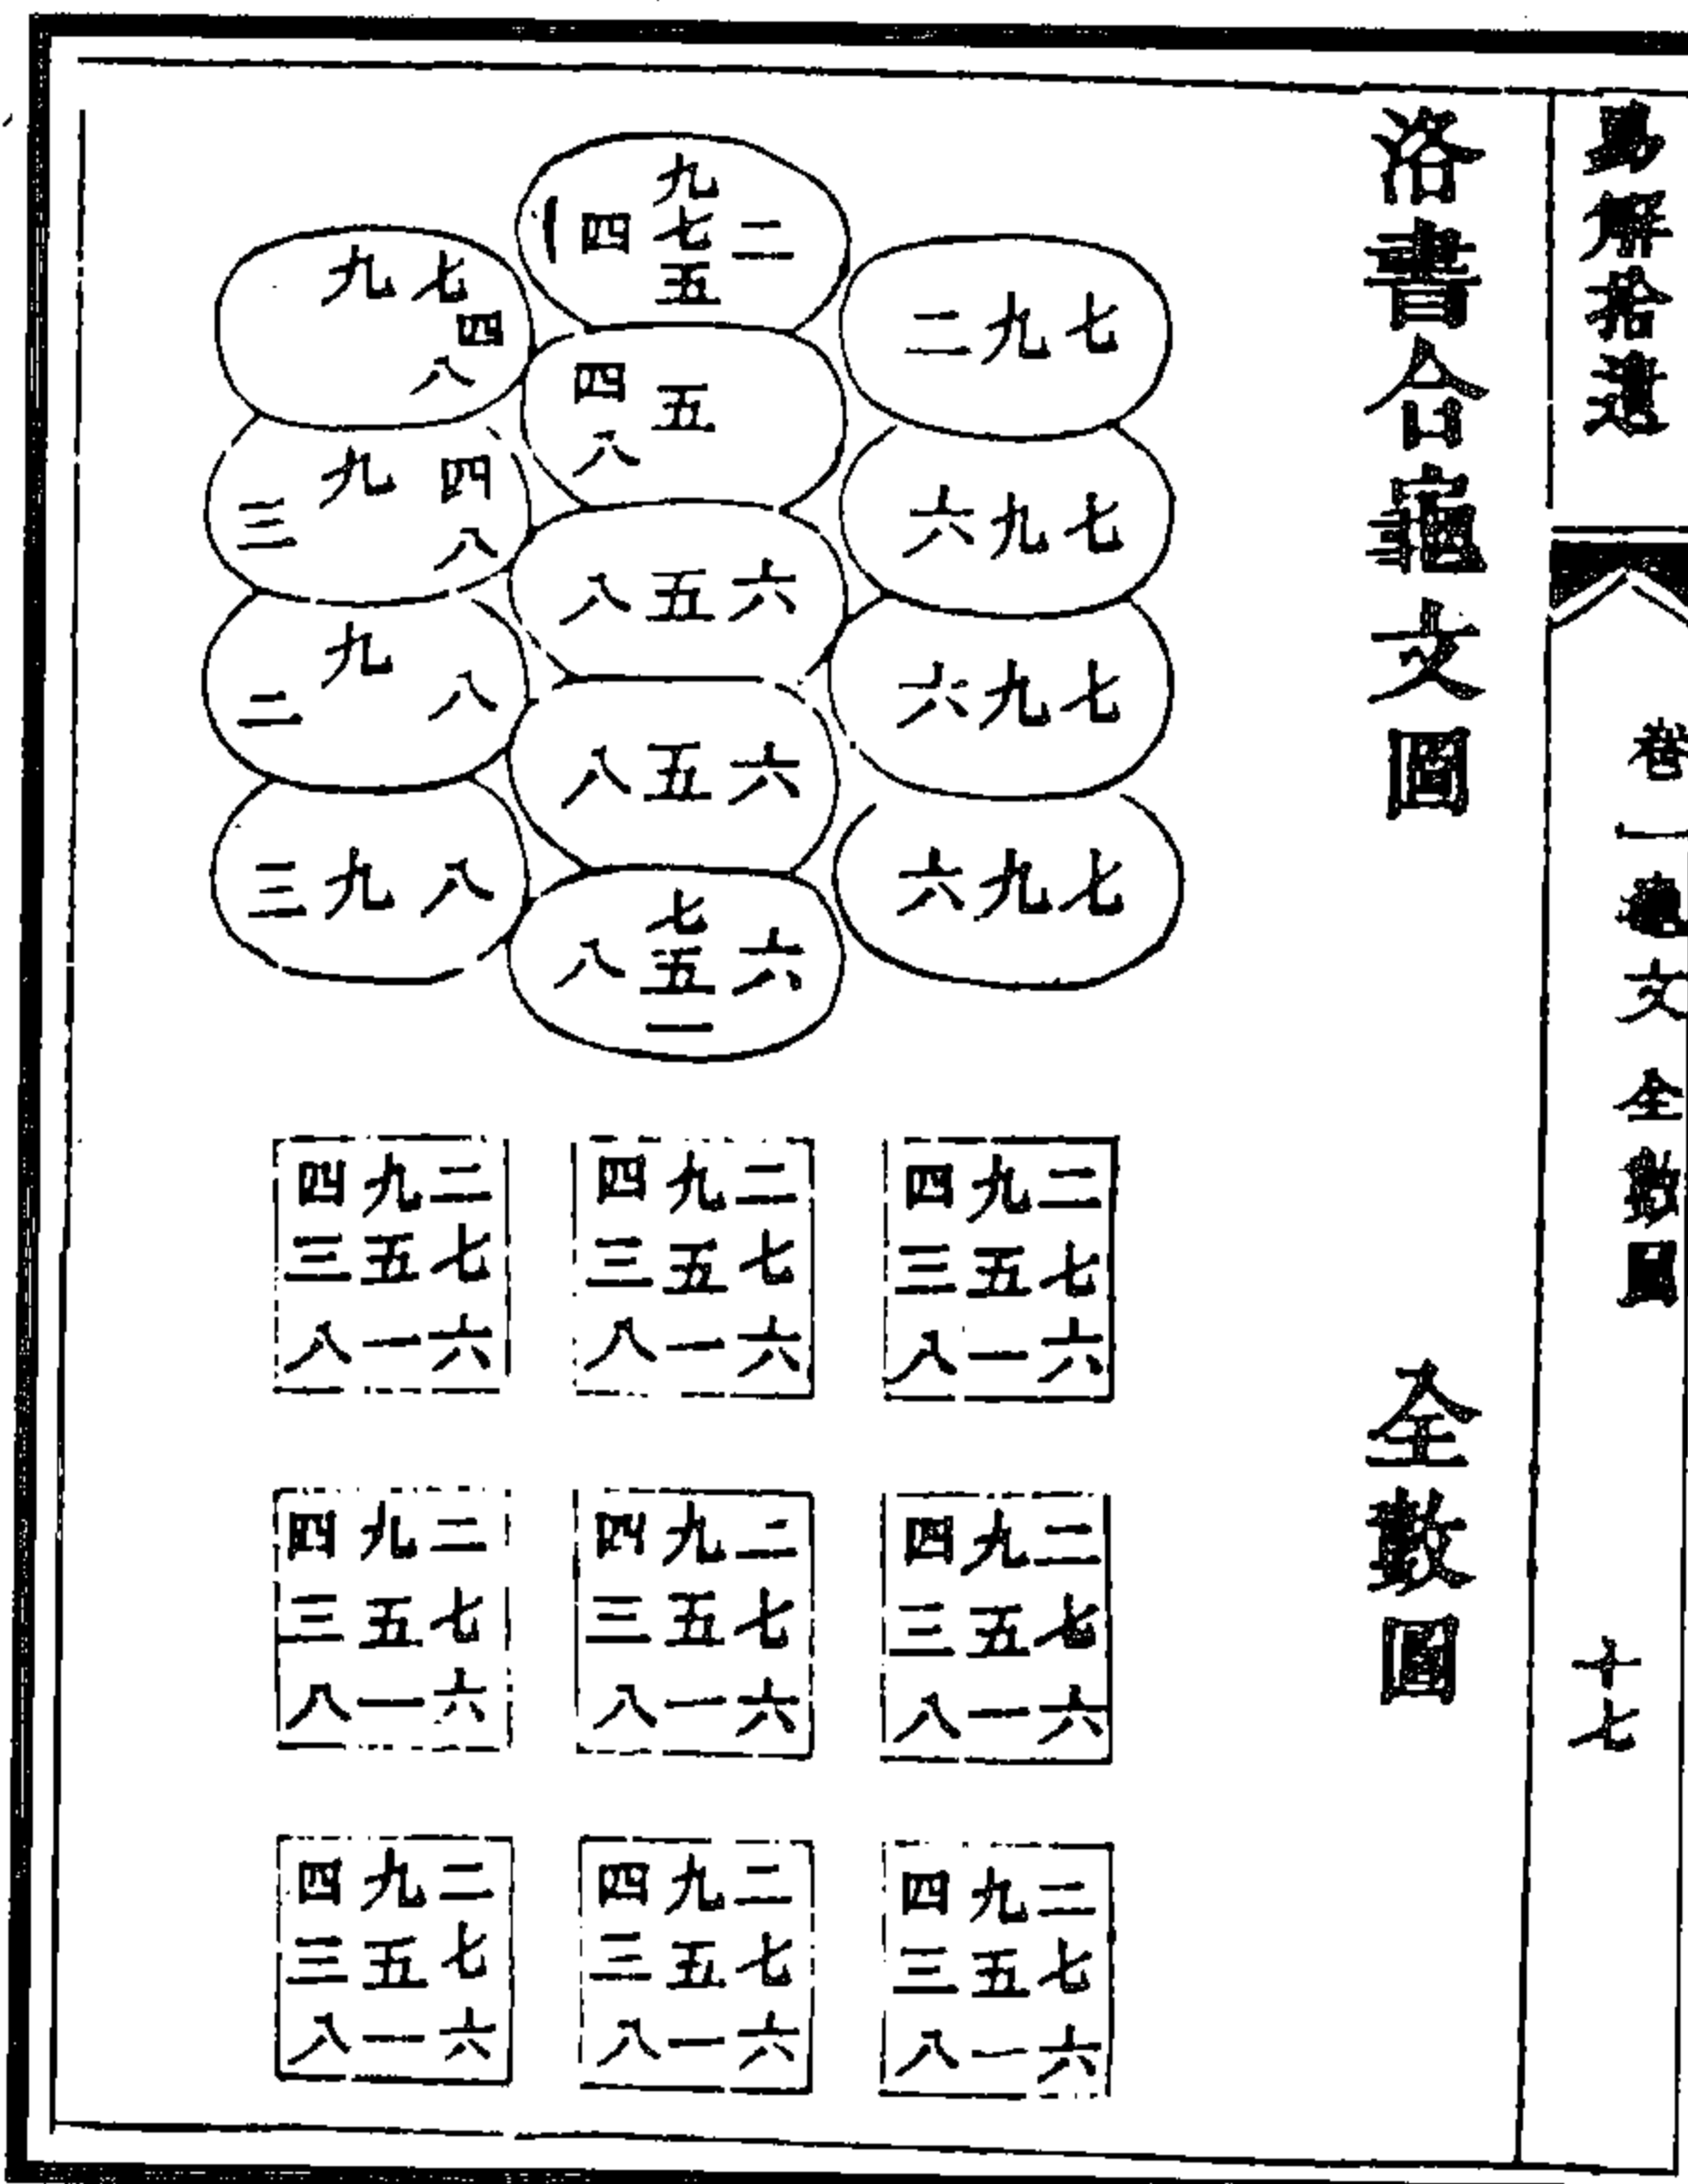 易解拾遺
卷一 龜文全數圖
十七
洛書合龜文圖
全數圖
二九七
六九七
六九七
六九七
九
四七二
五
四五
八
八五六
八五六
七
八五六
一
九七
四
八
九四
三八
九
二八
三九八
四九二
三五七
八一六
四九二
三五七
八一六
四九二
三五七
八一六
四九二
三五七
八一六
四九二
三五七
八一六
四九二
三五七
八一六
四九二
三五七
八一六
四九二
三五七
八一六
四九二
三五七
八一六